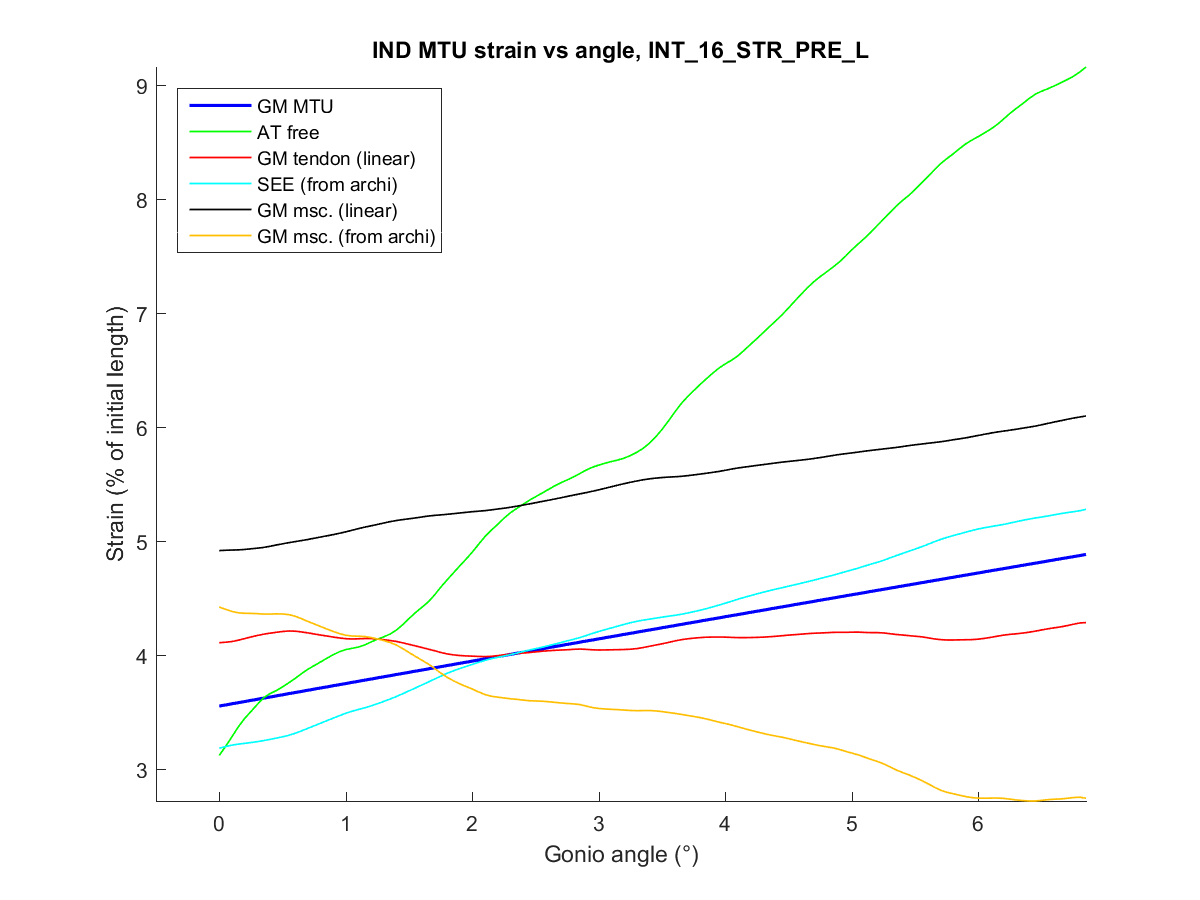 IND MTU strain vs angle, INT_16_STR_PRE_L
9
8
7
6
5
4
3
Strain (% of initial length)
GM MTU
AT free
GM tendon (linear)
SEE (from archi)
GM msc. (linear)
GM msc. (from archi)
0 1 2 3 4 5 6
Gonio angle (°)